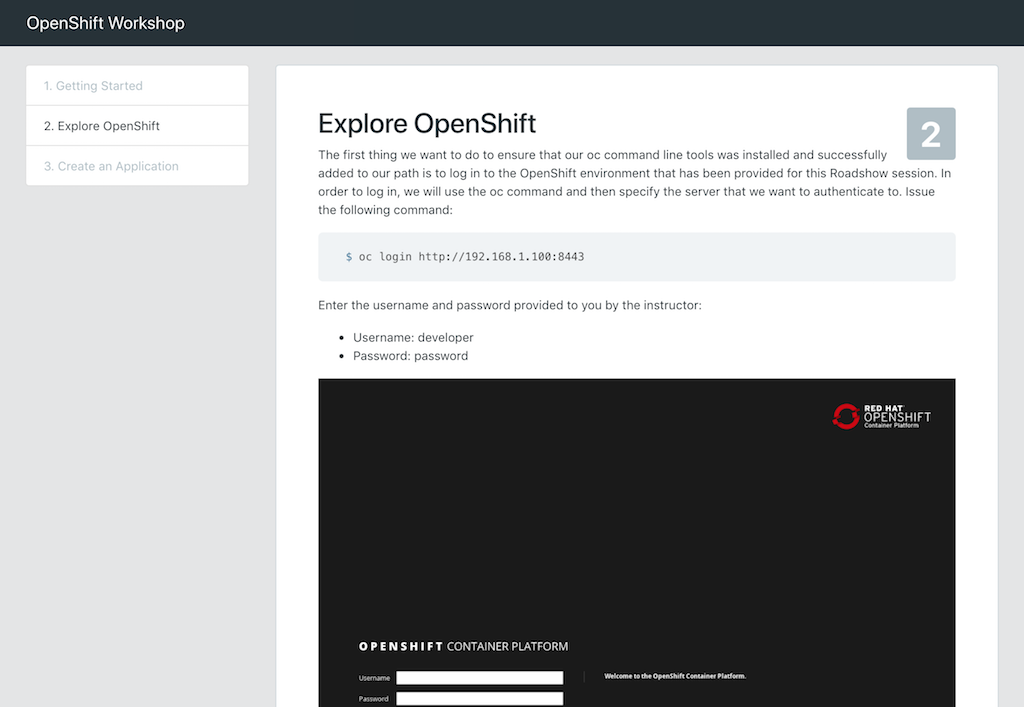 OpenShift Workshop
1. Getting Started
2. Explore OpenShift
3. Create an Application
Explore OpenShift
2
The first thing we want to do to ensure that our oc command line tools was installed and successfully
added to our path is to log in to the OpenShift environment that has been provided for this Roadshow session. In
order to log in, we will use the oc command and then specify the server that we want to authenticate to. Issue
the following command:
$ oc login http://192.168.1.100:8443
Enter the username and password provided to you by the instructor:
• Username: developer
• Password: password
RED HAT
OPENSHIFT
Container Platform
OPENSHIFT CONTAINER PLATFORM
Username
Welcome to the OpenShift Container Platform.
Password